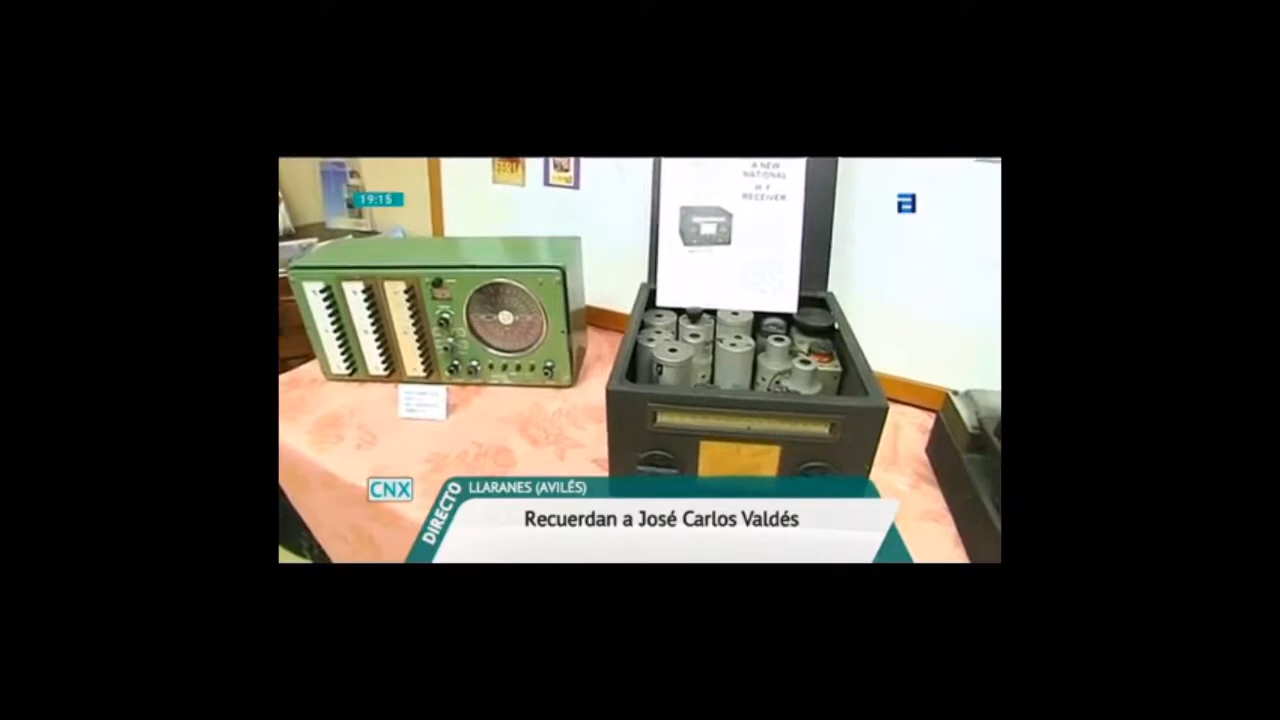 A NEW
NATIONAL
H F
RECEIVER
19:15
a
CNX
DIRECTO
LLARANES (AVILÉS)
Recuerdan a José Carlos Valdés